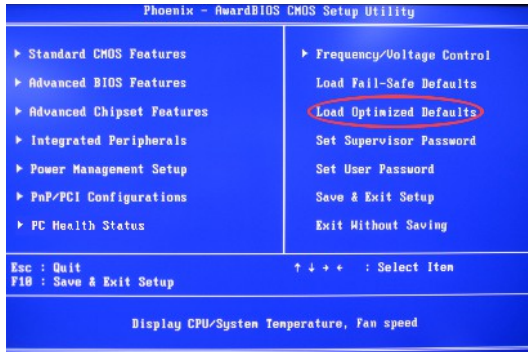 Phoenix - AwardBIOS CMOS Setup Utility
Standard CMOS Features
Advanced BIOS Features
Advanced Chipset Features
Integrated Peripherals
Power Management Setup
PnP/PCI Configurations
PC Health Status
Frequency/Voltage Control
Load Fail-Safe Defaults
Load Optimized Defaults
Set Supervisor Password
Set User Password
Save & Exit Setup
Exit Without Saving
Esc : Quit
F10 : Save & Exit Setup
↑ ↓ → ← : Select Item
Display CPU/System Temperature, Fan speed